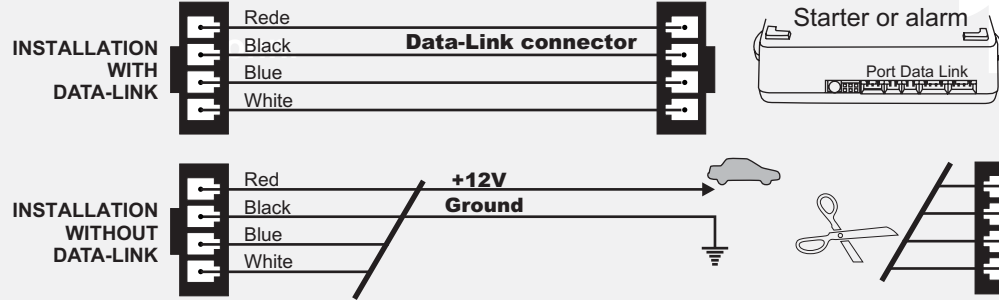 INSTALLATION
WITH
DATA-LINK
Rede
Black
Blue
White
Data-Link connector
Starter or alarm
Port Data Link
INSTALLATION
WITHOUT
DATA-LINK
Red
Black
Blue
White
+12V
Ground